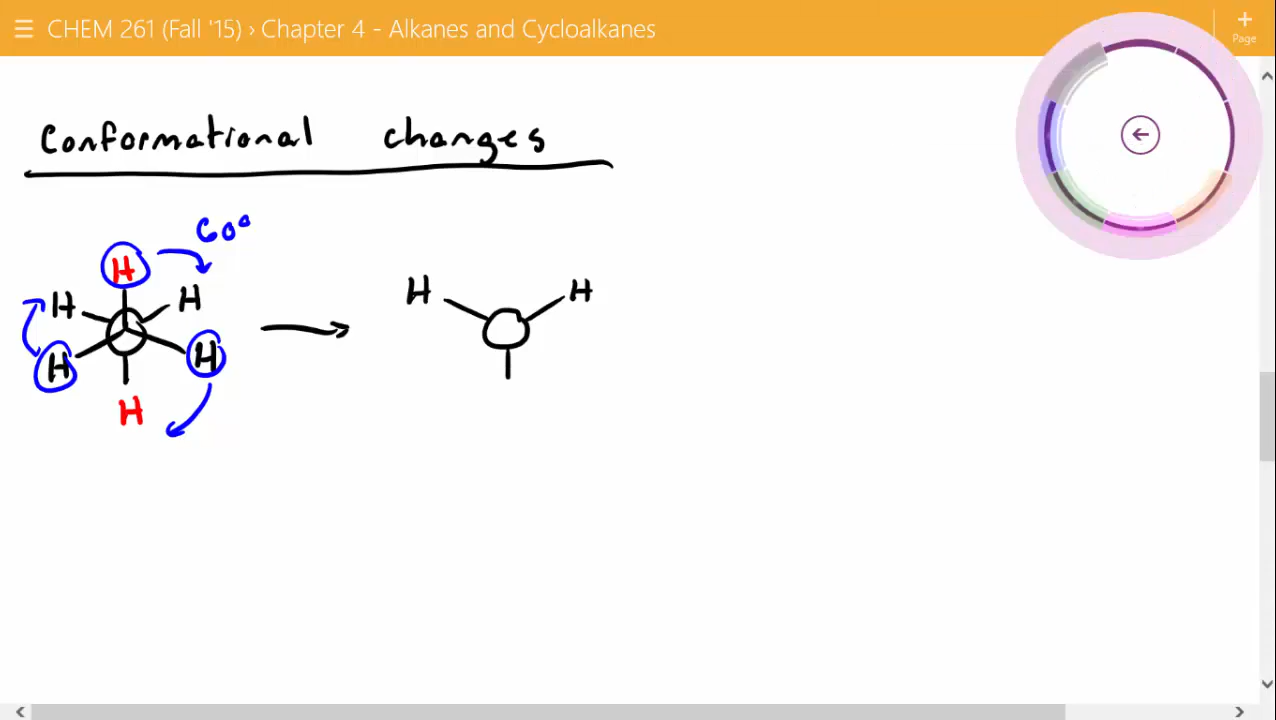 CHEM 261 (Fall '15) › Chapter 4 - Alkanes and Cycloalkanes
Page
Conformational changes
60°
H
H H
H H
H
H H